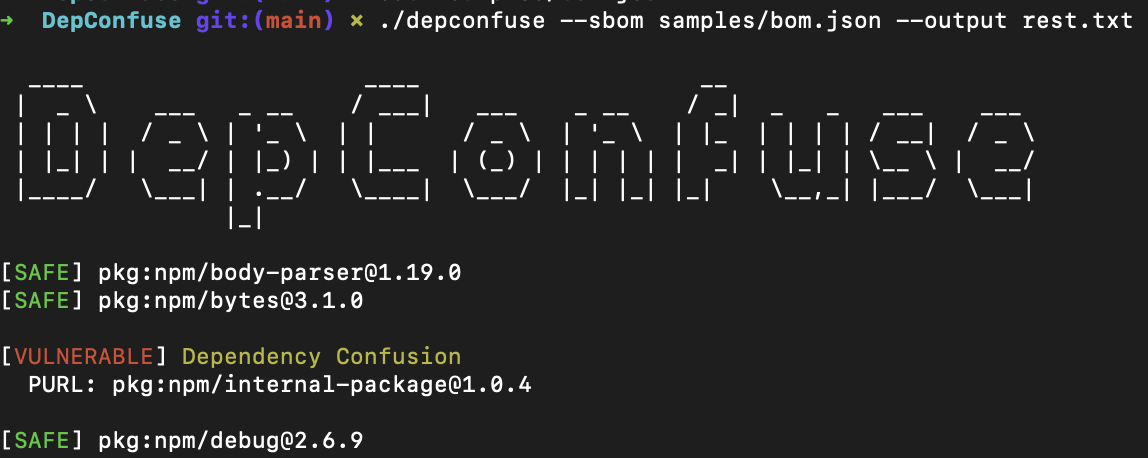 ➜ DepConfuse git:(main) ✗ ./depconfuse --sbom samples/bom.json --output rest.txt
DepConfuse
[SAFE] pkg:npm/body-parser@1.19.0
[SAFE] pkg:npm/bytes@3.1.0
[VULNERABLE] Dependency Confusion
PURL: pkg:npm/internal-package@1.0.4
[SAFE] pkg:npm/debug@2.6.9